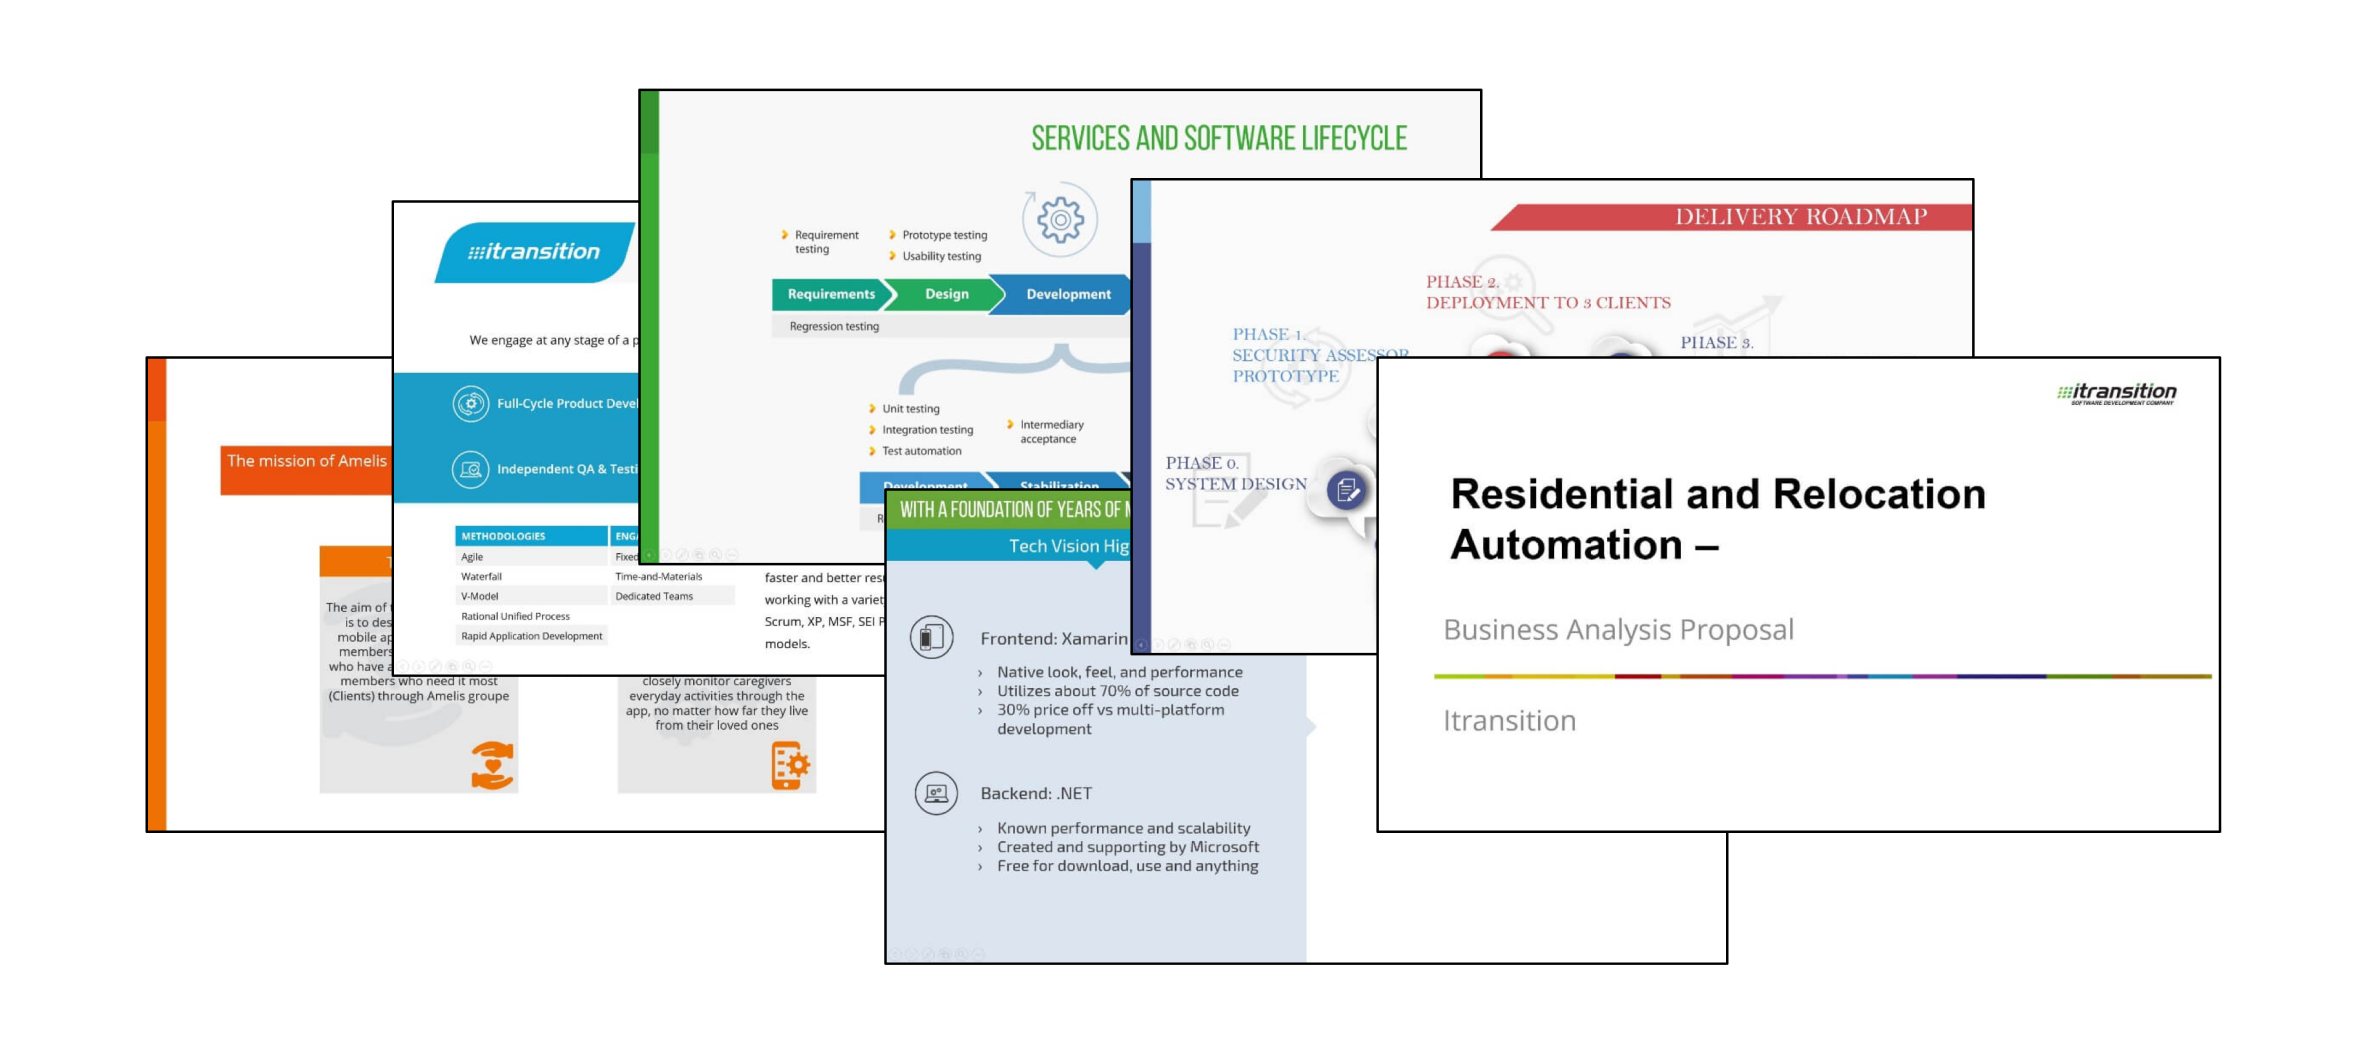 SERVICES AND SOFTWARE LIFECYCLE
Requirement
testing
Prototype testing
Usability testing
Requirements
Design
Development
Regression testing
Unit testing
Integration testing
Test automation
Intermediary
acceptance
Development
Stabilization
itransition
We engage at any stage of a p
Full-Cycle Product Devel
Independent QA & Testi
METHODOLOGIES
Agile
Waterfall
V-Model
Rational Unified Process
Rapid Application Development
ENG
Fixed
Time-and-Materials
Dedicated Teams
faster and better res
working with a variet
Scrum, XP, MSF, SEI P
models.
The mission of Amelis
The aim of
is to des
mobile ap
members
who have a
members who need it most
(Clients) through Amelis groupe
closely monitor caregivers
everyday activities through the
app, no matter how far they live
from their loved ones
WITH A FOUNDATION OF YEARS OF
Tech Vision Hig
Frontend: Xamarin
› Native look, feel, and performance
› Utilizes about 70% of source code
› 30% price off vs multi-platform
development
Backend: .NET
› Known performance and scalability
› Created and supporting by Microsoft
› Free for download, use and anything
DELIVERY ROADMAP
PHASE 2.
DEPLOYMENT TO 3 CLIENTS
PHASE 1.
SECURITY ASSESSOR
PROTOTYPE
PHASE 3.
PHASE 0.
SYSTEM DESIGN
itransition
SOFTWARE DEVELOPMENT COMPANY
Residential and Relocation
Automation –
Business Analysis Proposal
Itransition